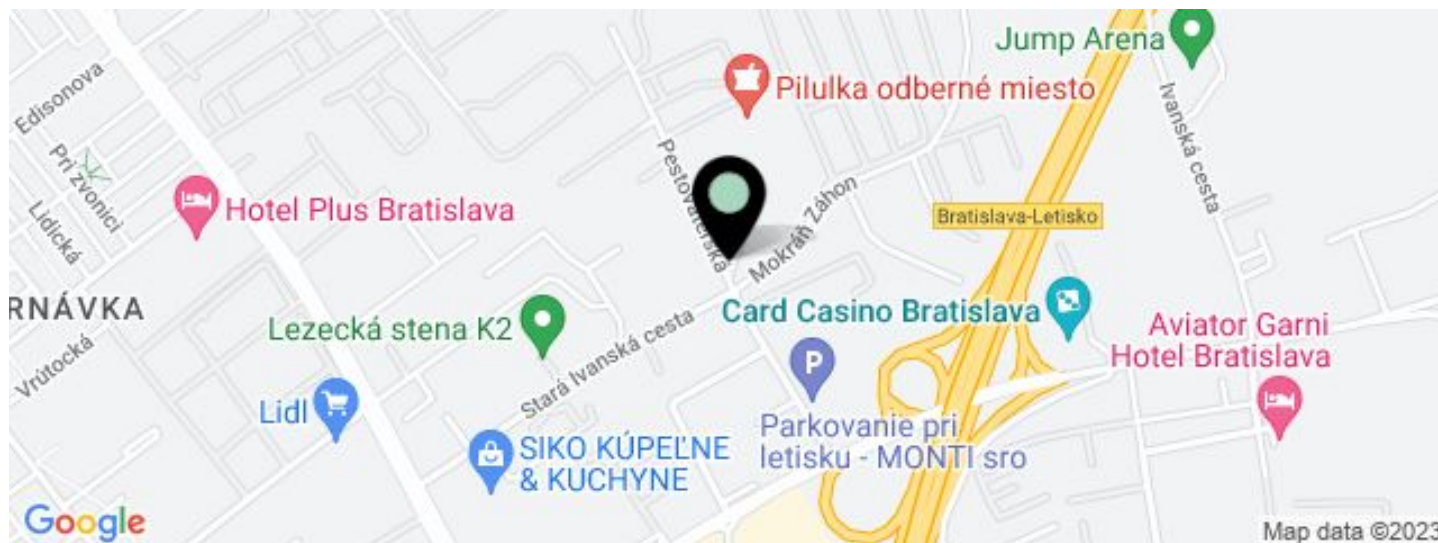 Jump Arena
Edisonova
Pilulka odberné miesto
Ivanská cesta
Pri zvonici
Pestovateľská
Lidická
Hotel Plus Bratislava
Mokráň Záhon
Bratislava-Letisko
RNÁVKA
Lezecká stena K2
Card Casino Bratislava
Aviator Garni
Hotel Bratislava
Vrútocká
Stará Ivanská cesta
P
Lidl
Parkovanie pri
letisku - MONTI sro
SIKO KÚPEĽNE
& KUCHYNE
Google
Map data ©2023